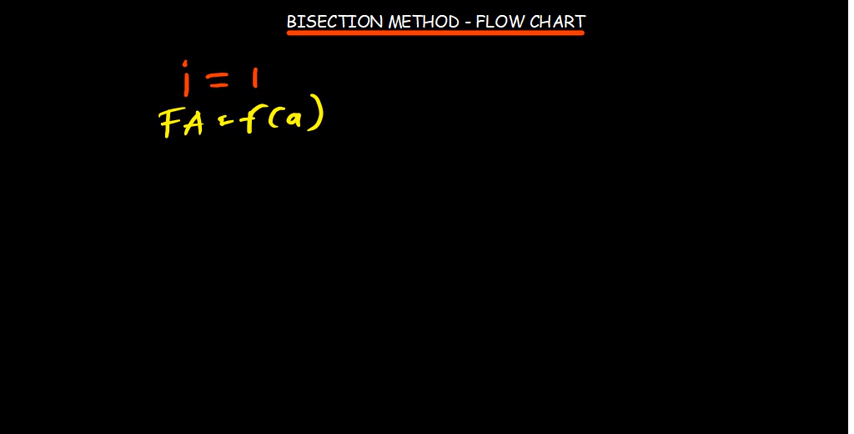 BISECTION METHOD - FLOW CHART
i = 1
FA = f(a)